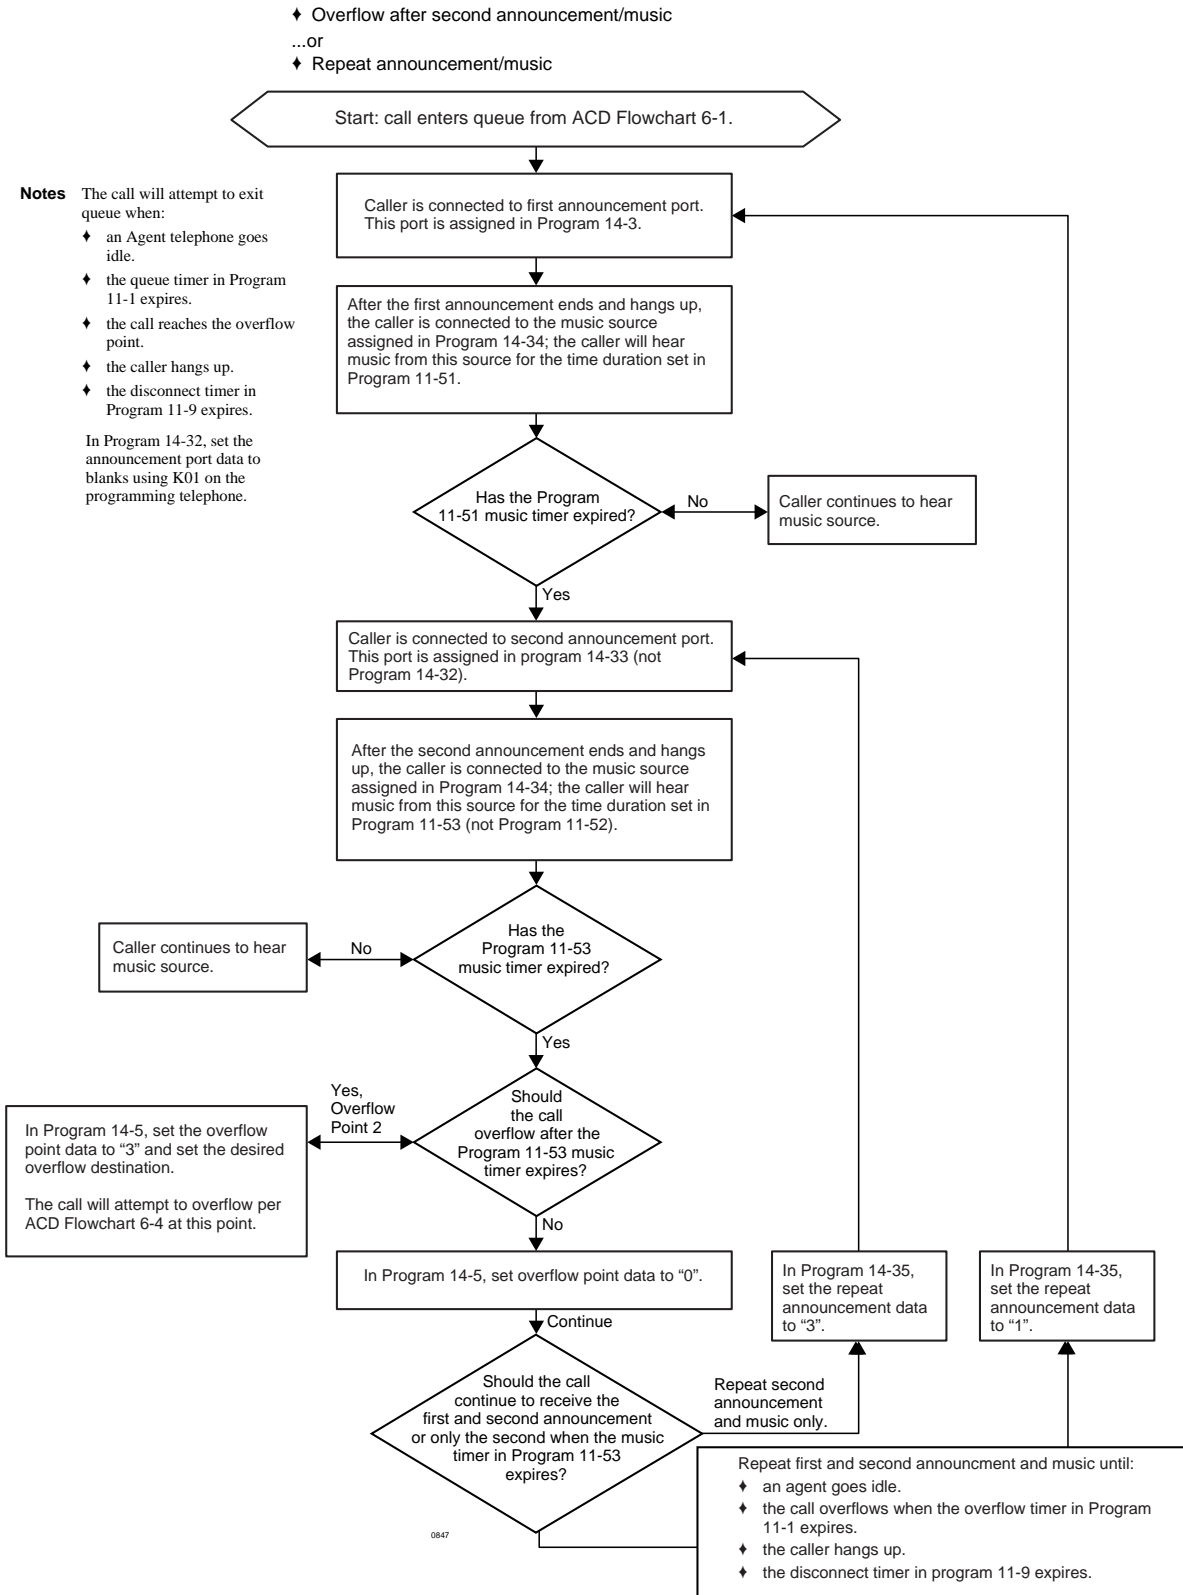 ♦ Overflow after second announcement/music
...or
♦ Repeat announcement/music
Start: call enters queue from ACD Flowchart 6-1.
Notes The call will attempt to exit
queue when:
♦ an Agent telephone goes
idle.
♦ the queue timer in Program
11-1 expires.
♦ the call reaches the overflow
point.
♦ the caller hangs up.
♦ the disconnect timer in
Program 11-9 expires.
In Program 14-32, set the
announcement port data to
blanks using K01 on the
programming telephone.
Caller is connected to first announcement port.
This port is assigned in Program 14-3.
After the first announcement ends and hangs up,
the caller is connected to the music source
assigned in Program 14-34; the caller will hear
music from this source for the time duration set in
Program 11-51.
Has the Program
11-51 music timer expired?
No
Caller continues to hear
music source.
Yes
Caller is connected to second announcement port.
This port is assigned in program 14-33 (not
Program 14-32).
After the second announcement ends and hangs
up, the caller is connected to the music source
assigned in Program 14-34; the caller will hear
music from this source for the time duration set in
Program 11-53 (not Program 11-52).
Has the
Program 11-53
music timer expired?
No
Caller continues to hear
music source.
Yes
Should
the call
overflow after the
Program 11-53 music
timer expires?
Yes,
Overflow
Point 2
In Program 14-5, set the overflow
point data to “3” and set the desired
overflow destination.
The call will attempt to overflow per
ACD Flowchart 6-4 at this point.
No
In Program 14-5, set overflow point data to “0”.
In Program 14-35,
set the repeat
announcement data
to “3”.
In Program 14-35,
set the repeat
announcement data
to “1”.
Continue
Should the call
continue to receive the
first and second announcement
or only the second when the music
timer in Program 11-53
expires?
Repeat second
announcement
and music only.
Repeat first and second announcment and music until:
♦ an agent goes idle.
♦ the call overflows when the overflow timer in Program
11-1 expires.
♦ the caller hangs up.
♦ the disconnect timer in program 11-9 expires.
0847